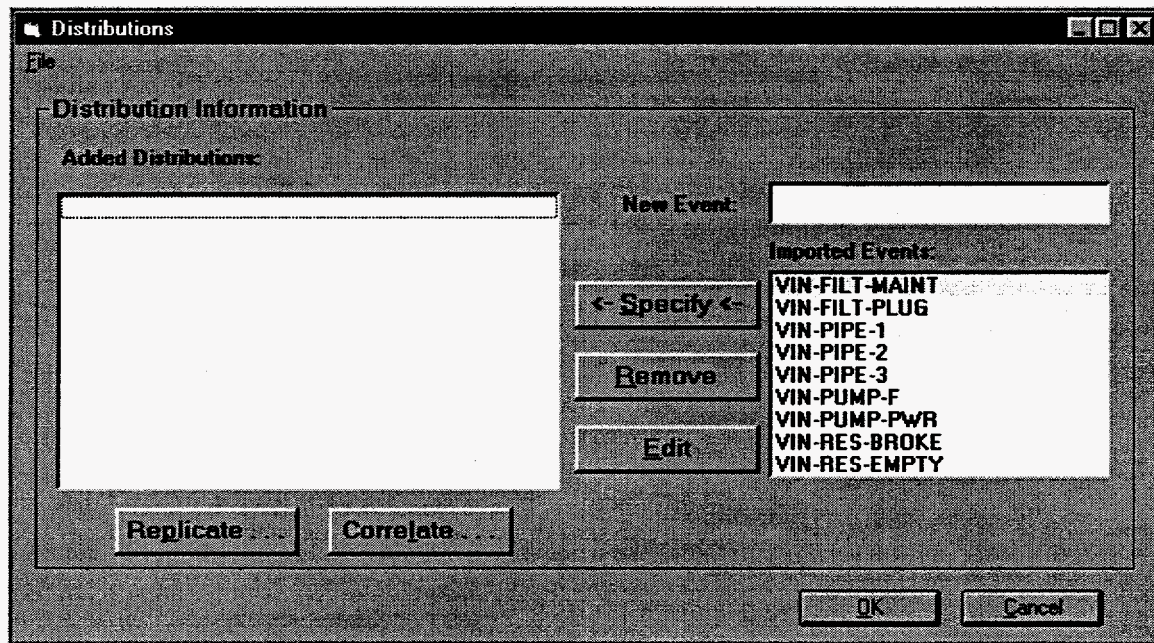 Distributions
File
Distribution Information
Added Distributions:
New Event:
Imported Events:
VIN-FILT-MAINT
VIN-FILT-PLUG
VIN-PIPE-1
VIN-PIPE-2
VIN-PIPE-3
VIN-PUMP-F
VIN-PUMP-PWR
VIN-RES-BROKE
VIN-RES-EMPTY
<- Specify <-
Remove
Edit
Replicate . . .
Correlate . . .
OK
Cancel